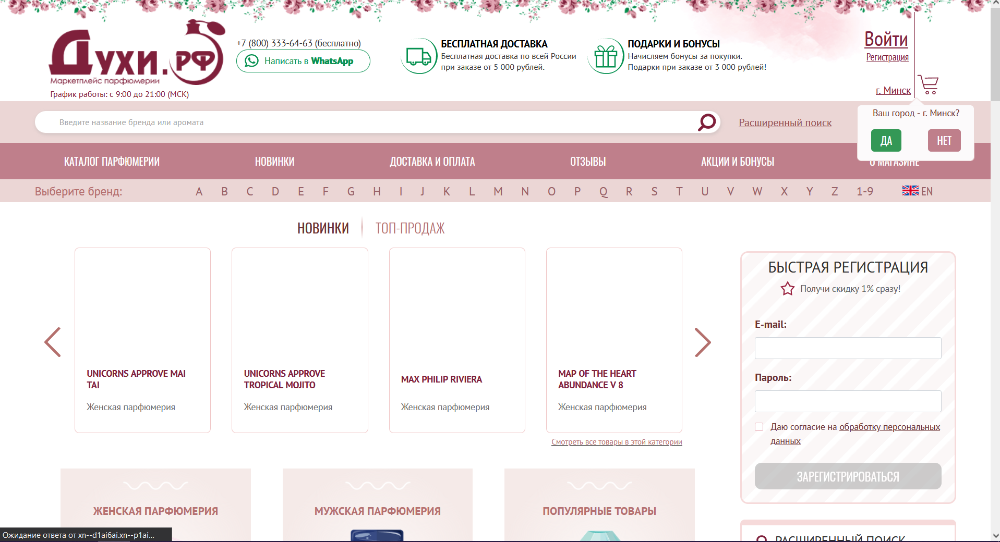 Духи.РФ
Маркетплейс парфюмерии
График работы: с 9:00 до 21:00 (МСК)
+7 (800) 333-64-63 (бесплатно)
Написать в WhatsApp
БЕСПЛАТНАЯ ДОСТАВКА
Бесплатная доставка по всей России
при заказе от 5 000 рублей.
ПОДАРКИ И БОНУСЫ
Начисляем бонусы за покупки.
Подарки при заказе от 3 000 рублей!
Войти
Регистрация
г. Минск
Ваш город - г. Минск?
ДА НЕТ
Введите название бренда или аромата
Расширенный поиск
КАТАЛОГ ПАРФЮМЕРИИ НОВИНКИ ДОСТАВКА И ОПЛАТА ОТЗЫВЫ АКЦИИ И БОНУСЫ О МАГАЗИНЕ
Выберите бренд: A B C D E F G H I J K L M N O P Q R S T U V W X Y Z 1-9 EN
НОВИНКИ ТОП-ПРОДАЖ
UNICORNS APPROVE MAI
TAI
Женская парфюмерия
UNICORNS APPROVE
TROPICAL MOJITO
Женская парфюмерия
MAX PHILIP RIVIERA
Женская парфюмерия
MAP OF THE HEART
ABUNDANCE V 8
Женская парфюмерия
Смотреть все товары в этой категории
БЫСТРАЯ РЕГИСТРАЦИЯ
Получи скидку 1% сразу!
E-mail:
Пароль:
Даю согласие на обработку персональных
данных
ЗАРЕГИСТРИРОВАТЬСЯ
ЖЕНСКАЯ ПАРФЮМЕРИЯ
МУЖСКАЯ ПАРФЮМЕРИЯ
ПОПУЛЯРНЫЕ ТОВАРЫ
РАСШИРЕННЫЙ ПОИСК
Ожидание ответа от xn--d1ai6ai.xn--p1ai...